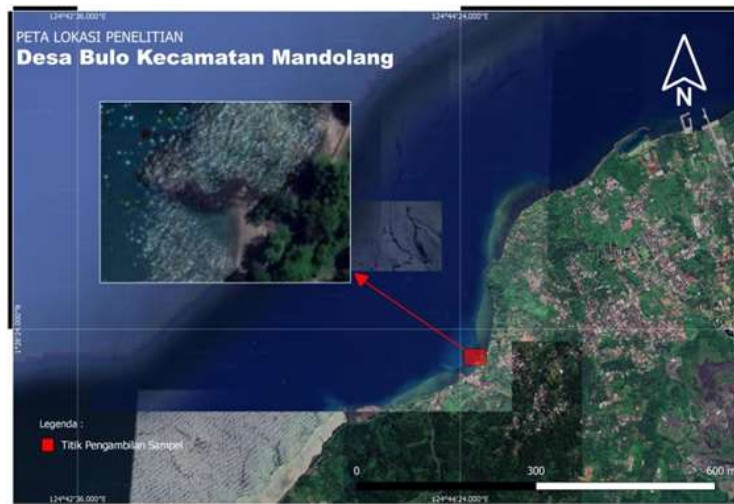 124°42'36.000"E
124°44'24.000"E
PETA LOKASI PENELITIAN
Desa Bulo Kecamatan Mandolang
N
1°26'24.000"N
Legenda :
Titik Pengambilan Sampel
0 300 600 m
124°42'36.000"E
124°44'24.000"E